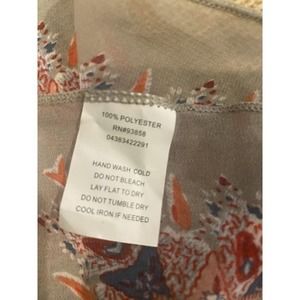 100% POLYESTER
RN#93858
04363422291
HAND WASH COLD
DO NOT BLEACH
LAY FLAT TO DRY
DO NOT TUMBLE DRY
COOL IRON IF NEEDED